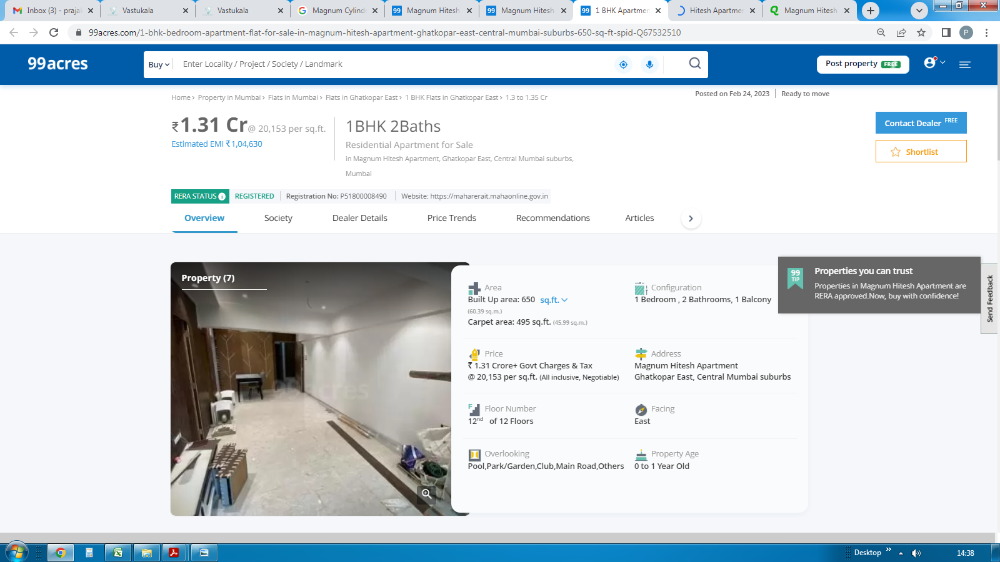 Inbox (3) - praja
Vastukala
Vastukala
Magnum Cylind
Magnum Hitesh
Magnum Hitesh
1 BHK Apartmen
Hitesh Apartme
Magnum Hitesh
99acres.com/1-bhk-bedroom-apartment-flat-for-sale-in-magnum-hitesh-apartment-ghatkopar-east-central-mumbai-suburbs-650-sq-ft-spid-Q67532510
P
99acres
Buy
Enter Locality / Project / Society / Landmark
Post property FREE
Home› Property in Mumbai› Flats in Mumbai› Flats in Ghatkopar East› 1 BHK Flats in Ghatkopar East› 1.3 to 1.35 Cr
Posted on Feb 24, 2023 Ready to move
₹1.31 Cr@ 20,153 per sq.ft.
Estimated EMI ₹1,04,630
1BHK 2Baths
Residential Apartment for Sale
in Magnum Hitesh Apartment, Ghatkopar East, Central Mumbai suburbs,
Mumbai
Contact Dealer FREE
Shortlist
RERA STATUS i REGISTERED Registration No: P51800008490 Website: https://maharerait.mahaonline.gov.in
Overview Society Dealer Details Price Trends Recommendations Articles
Property (7)
acres
Area
Built Up area: 650 sq.ft.
(60.39 sq.m.)
Carpet area: 495 sq.ft. (45.99 sq.m.)
Configuration
1 Bedroom , 2 Bathrooms, 1 Balcony
Price
₹ 1.31 Crore+ Govt Charges & Tax
@ 20,153 per sq.ft. (All inclusive, Negotiable)
Address
Magnum Hitesh Apartment
Ghatkopar East, Central Mumbai suburbs
Floor Number
12nd of 12 Floors
Facing
East
Overlooking
Pool,Park/Garden,Club,Main Road,Others
Property Age
0 to 1 Year Old
99 TIP
Properties you can trust
Properties in Magnum Hitesh Apartment are
RERA approved.Now, buy with confidence!
Send Feedback
Desktop
14:38